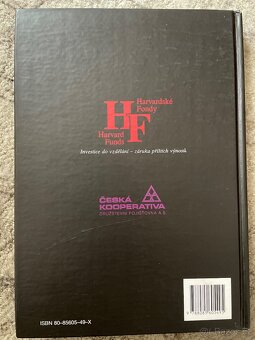 Harvardské
Fondy
HF
Harvard
Funds
Investice do vzdělání – záruka příštích výnosů
ČESKÁ
KOOPERATIVA
DRUŽSTEVNÍ POJIŠŤOVNA A.S.
ISBN 80-85605-49-X